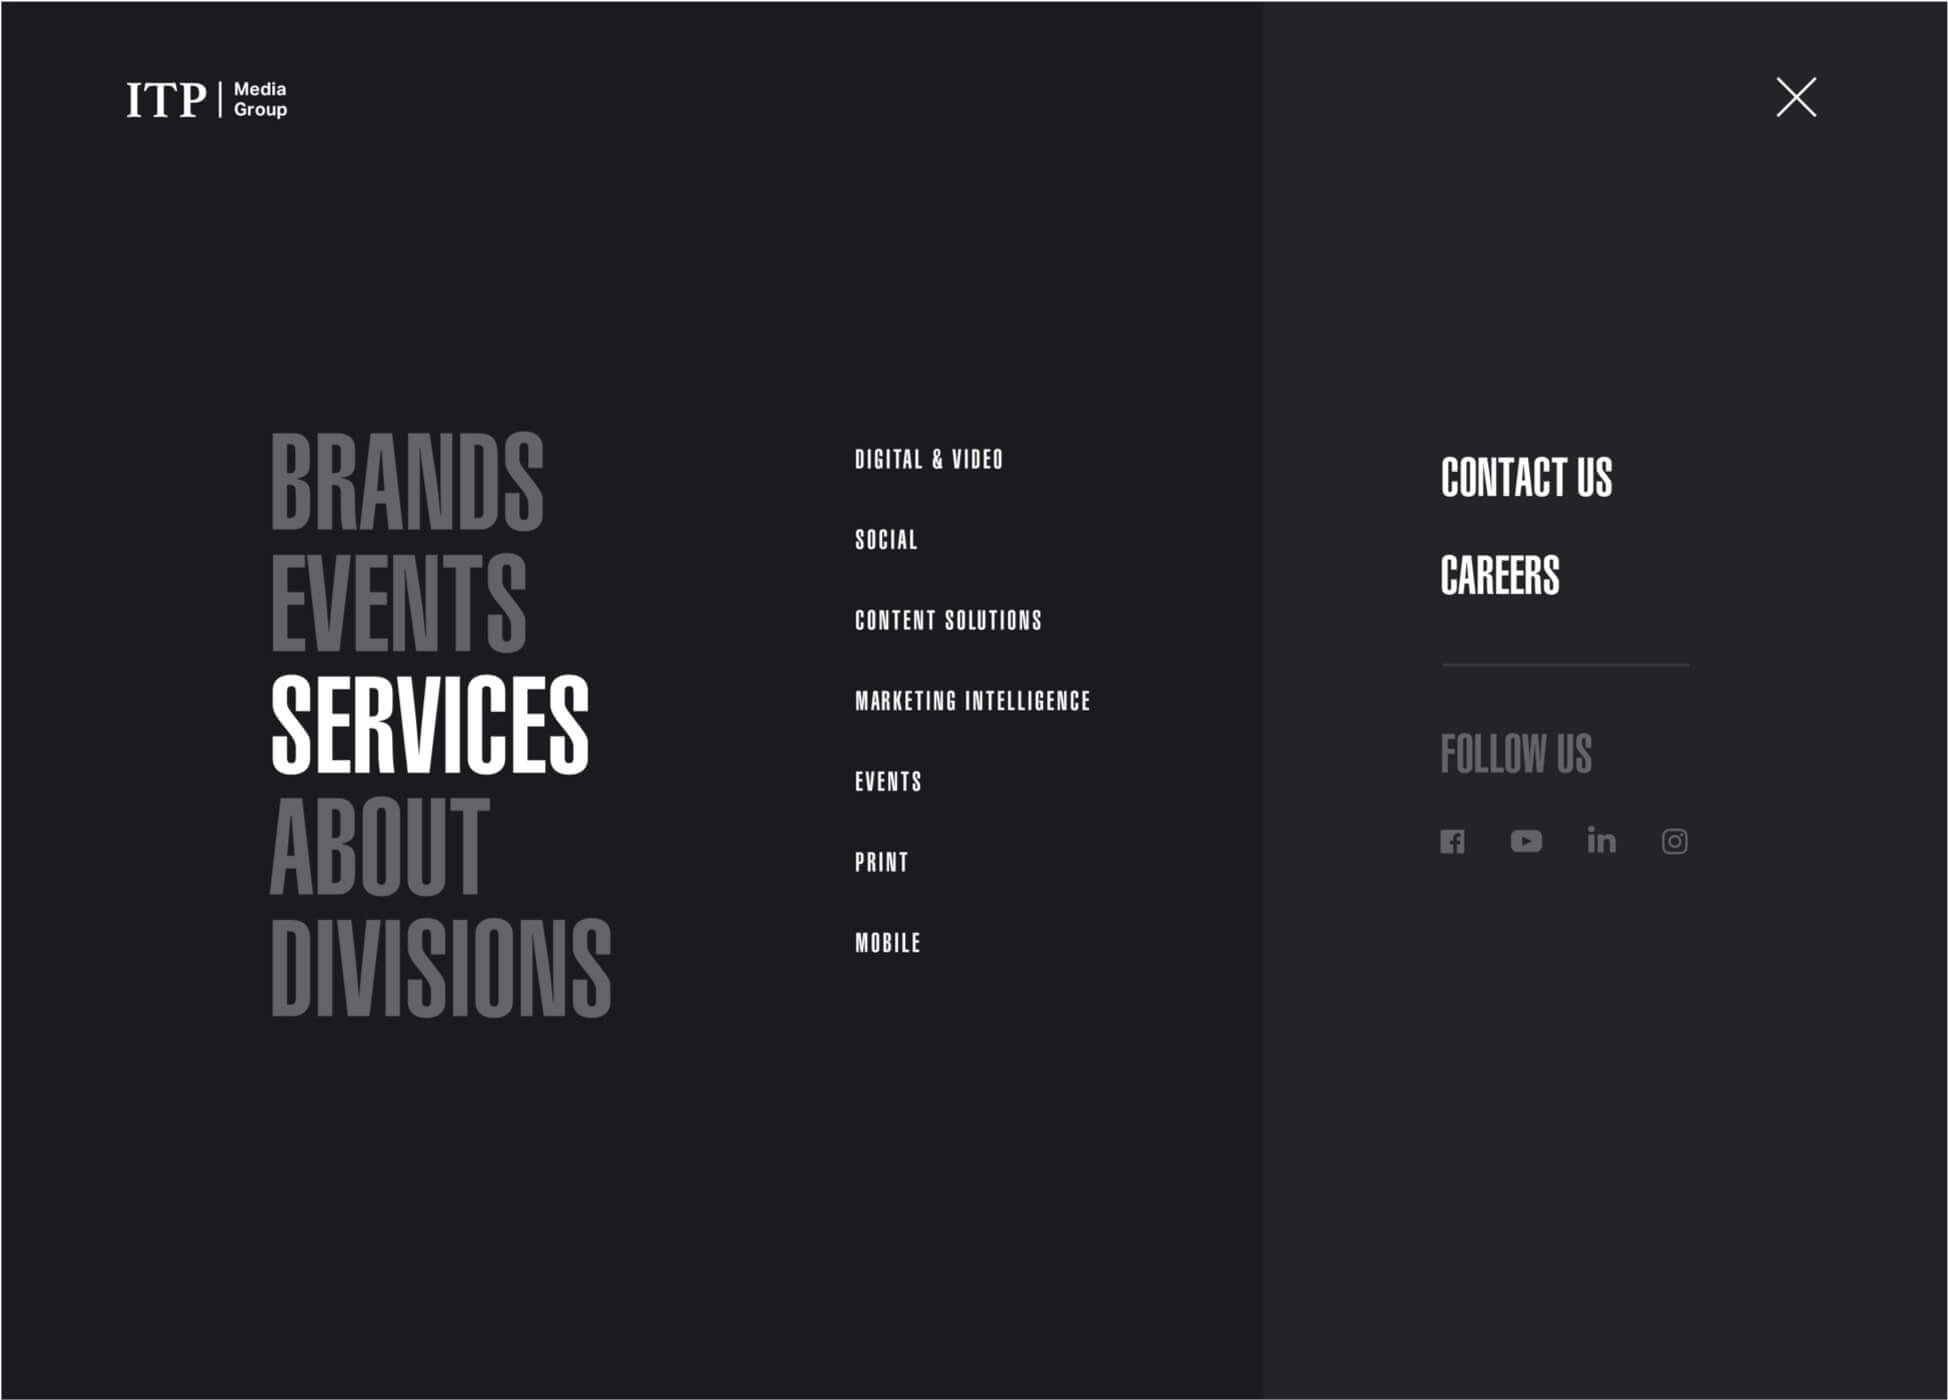 ITP
Media
Group
BRANDS
EVENTS
SERVICES
ABOUT
DIVISIONS
DIGITAL & VIDEO
SOCIAL
CONTENT SOLUTIONS
MARKETING INTELLIGENCE
EVENTS
PRINT
MOBILE
CONTACT US
CAREERS
FOLLOW US